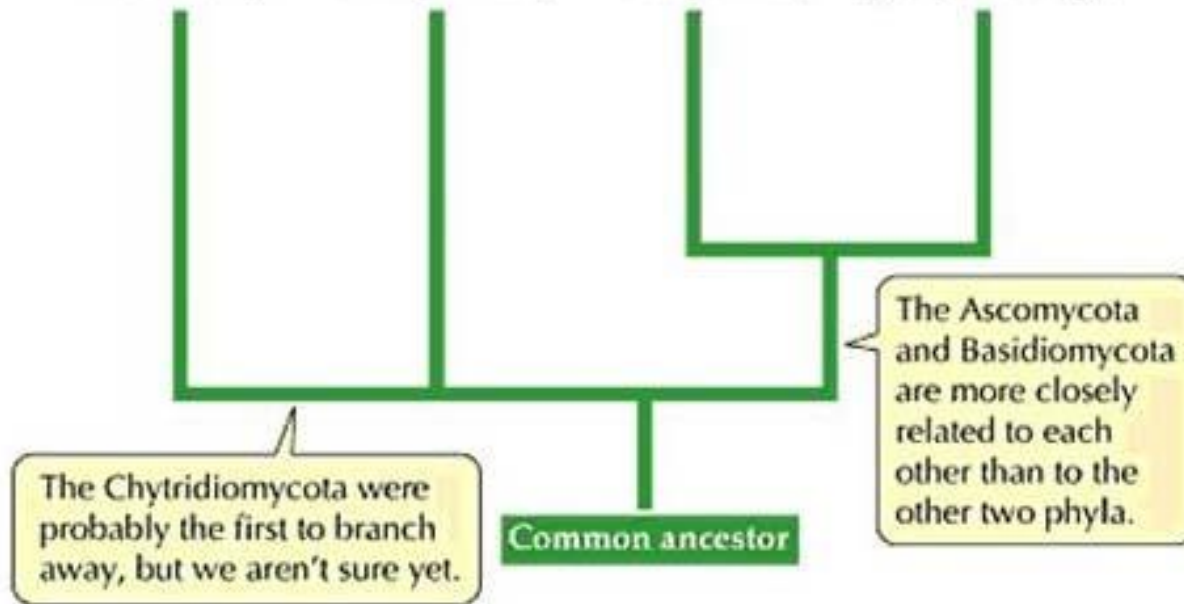 The Chytridiomycota were
probably the first to branch
away, but we aren't sure yet.
Common ancestor
The Ascomycota
and Basidiomycota
are more closely
related to each
other than to the
other two phyla.